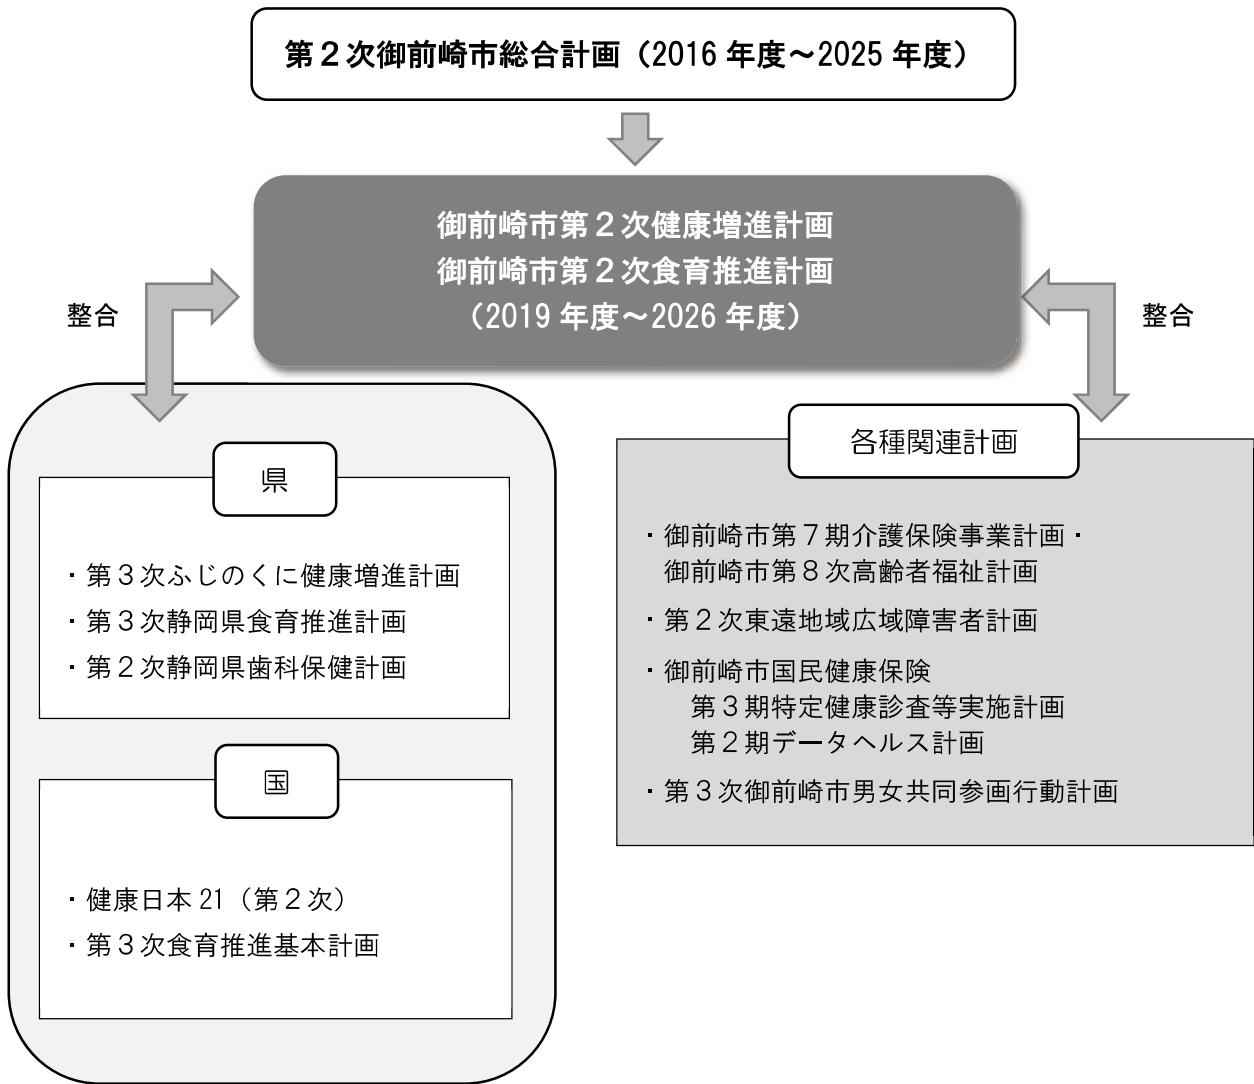 第２次御前崎市総合計画（2016 年度～2025 年度）
御前崎市第２次健康増進計画
御前崎市第２次食育推進計画
（2019 年度～2026 年度）
整合
整合
県
・第３次ふじのくに健康増進計画
・第３次静岡県食育推進計画
・第２次静岡県歯科保健計画
国
・健康日本 21（第２次）
・第３次食育推進基本計画
各種関連計画
・御前崎市第７期介護保険事業計画・
御前崎市第８次高齢者福祉計画
・第２次東遠地域広域障害者計画
・御前崎市国民健康保険
第３期特定健康診査等実施計画
第２期データヘルス計画
・第３次御前崎市男女共同参画行動計画